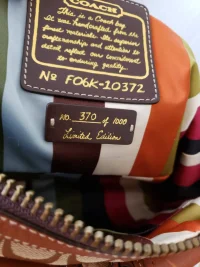 COACH
This is a Coach bag.
It was handcrafted from the
finest materials. Its superior
craftsmanship and attention to
detail reflect our commitment
to enduring quality.
Nº F06K-10372
NO. 370 of 1000
Limited Edition